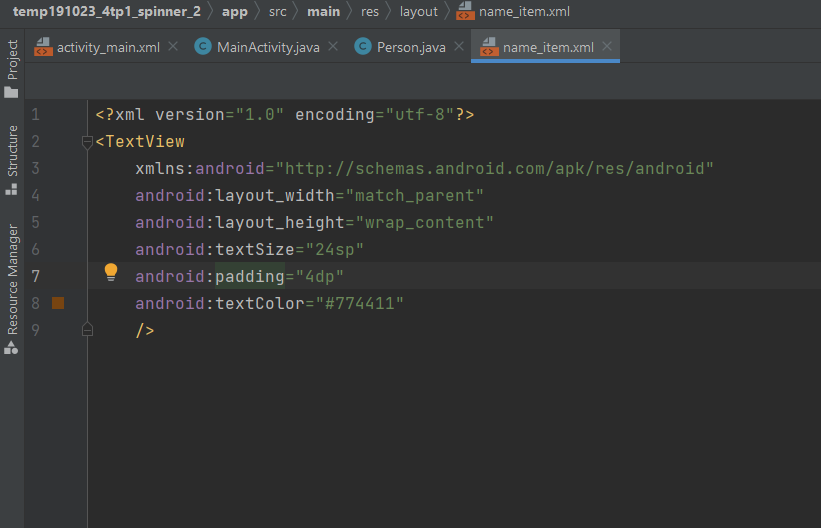 temp191023_4tp1_spinner_2 app src main res layout name_item.xml
activity_main.xml MainActivity.java Person.java name_item.xml
Project
Structure
Resource Manager
1 <?xml version="1.0" encoding="utf-8"?>
2 <TextView
3 xmlns:android="http://schemas.android.com/apk/res/android"
4 android:layout_width="match_parent"
5 android:layout_height="wrap_content"
6 android:textSize="24sp"
7 android:padding="4dp"
8 android:textColor="#774411"
9 />